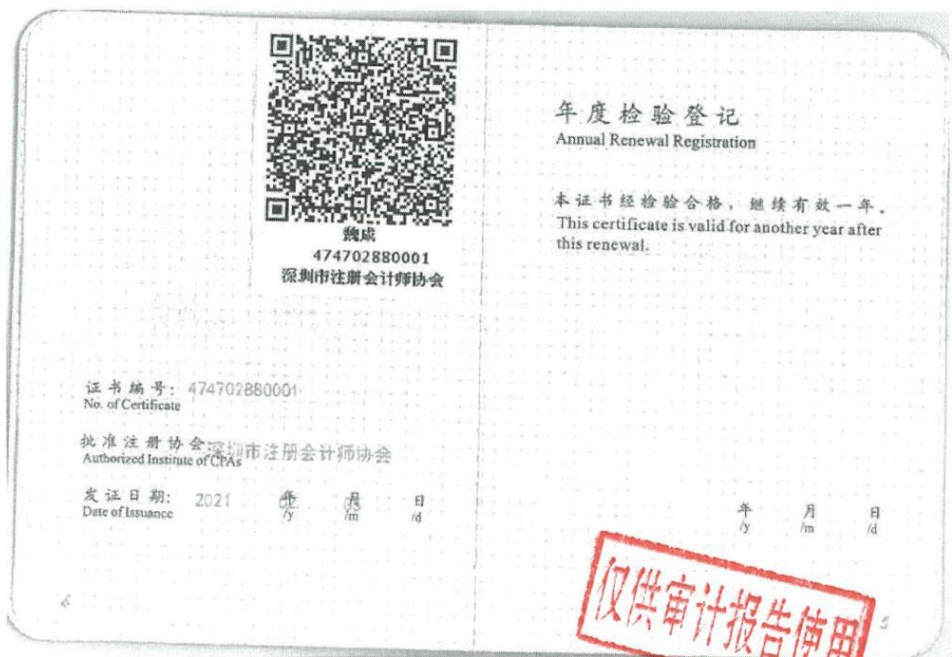 魏成
474702880001
深圳市注册会计师协会
证书编号: 474702880001
No. of Certificate
批准注册协会: 深圳市注册会计师协会
Authorized Institute of CPAs
发证日期: 2021 年 02 月 03 日
Date of Issuance /y /m /d
年度检验登记
Annual Renewal Registration
本证书经检验合格，继续有效一年。
This certificate is valid for another year after
this renewal.
年 月 日
/y /m /d
仅供审计报告使用
5